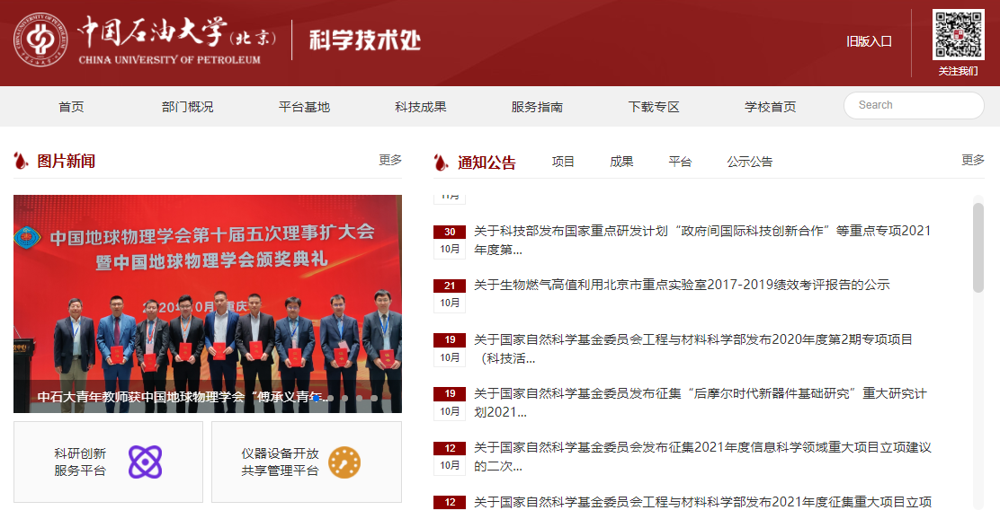 中国石油大学(北京)
CHINA UNIVERSITY OF PETROLEUM
科学技术处
旧版入口
关注我们
首页
部门概况
平台基地
科技成果
服务指南
下载专区
学校首页
Search
图片新闻
更多
中国地球物理学会第十届五次理事扩大会
暨中国地球物理学会颁奖典礼
中石大青年教师获中国地球物理学会“傅承义青年...
科研创新
服务平台
仪器设备开放
共享管理平台
通知公告
项目
成果
平台
公示公告
更多
11月
30
10月
关于科技部发布国家重点研发计划“政府间国际科技创新合作”等重点专项2021
年度第...
21
10月
关于生物燃气高值利用北京市重点实验室2017-2019绩效考评报告的公示
19
10月
关于国家自然科学基金委员会工程与材料科学部发布2020年度第2期专项项目
（科技活...
19
10月
关于国家自然科学基金委员发布征集“后摩尔时代新器件基础研究”重大研究计
划2021...
12
10月
关于国家自然科学基金委员会发布征集2021年度信息科学领域重大项目立项建议
的二次...
12
关于国家自然科学基金委员会工程与材料科学部发布2021年度征集重大项目立项